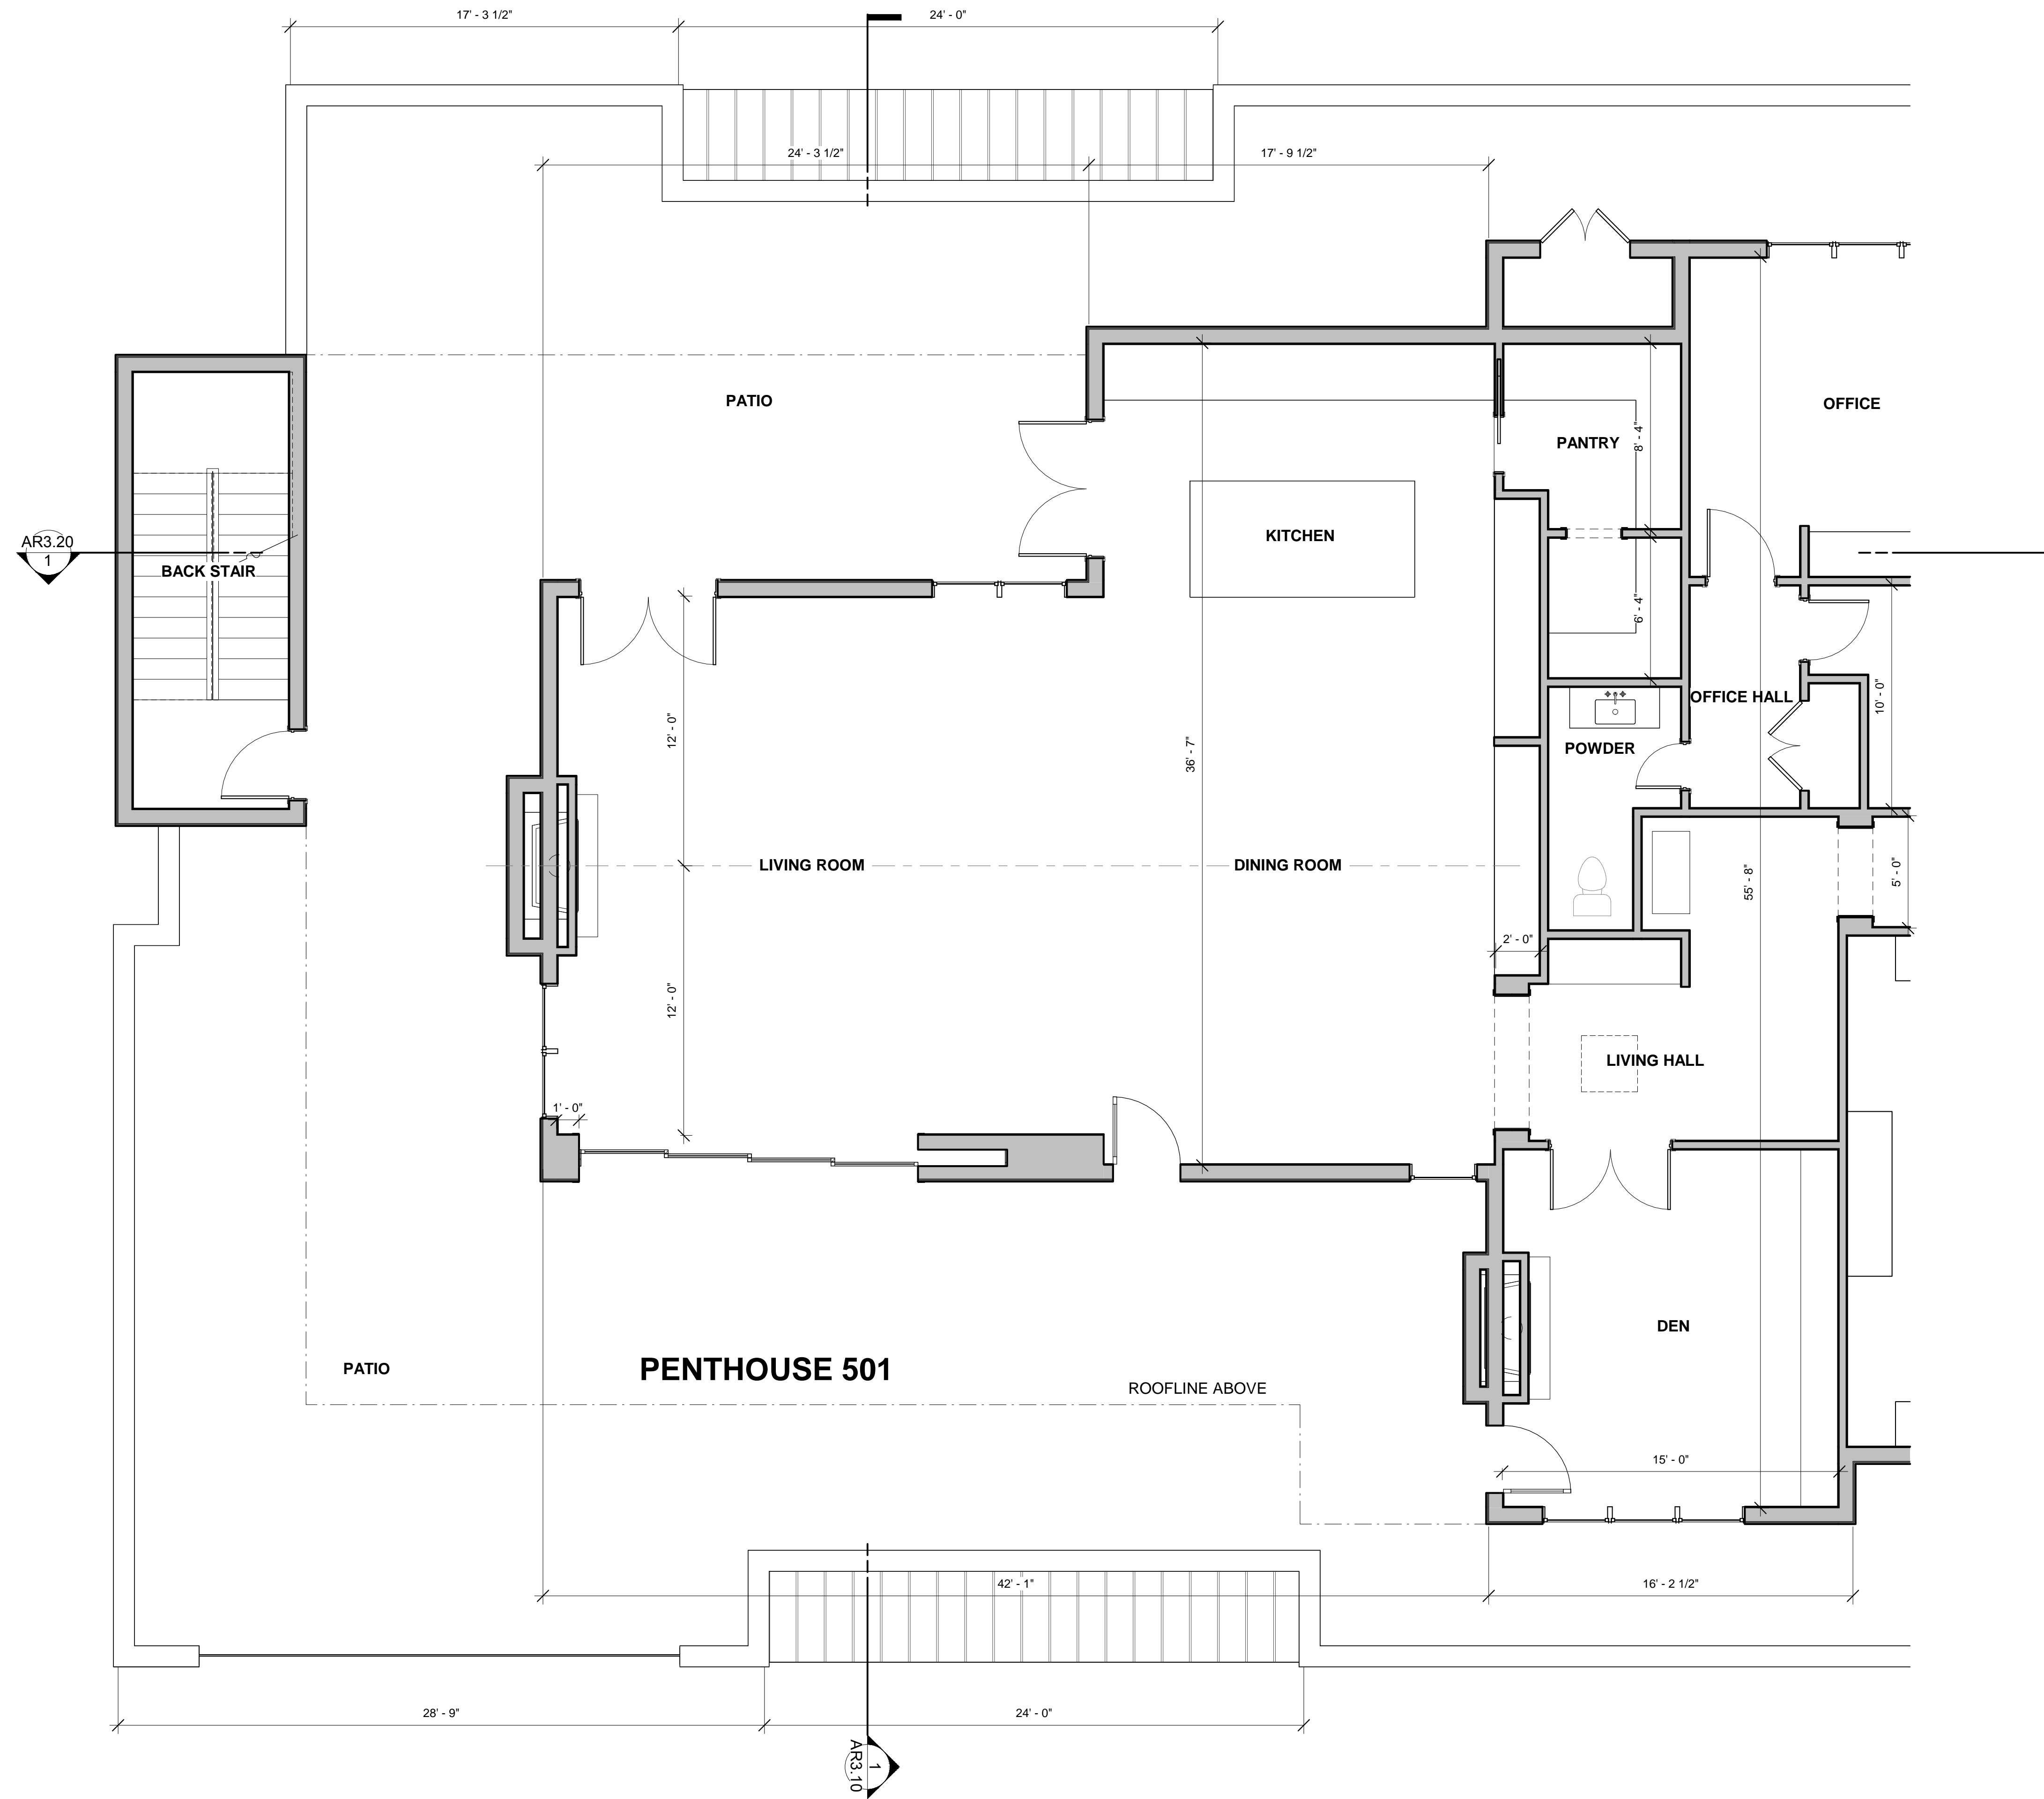 17' - 3 1/2"
24' - 0"
24' - 3 1/2"
17' - 9 1/2"
PATIO
OFFICE
PANTRY
8' - 4"
KITCHEN
AR3.20
1
BACK STAIR
6' - 4"
OFFICE HALL
10' - 0"
12' - 0"
36' - 7"
POWDER
LIVING ROOM
DINING ROOM
55' - 8"
5' - 0"
2' - 0"
12' - 0"
LIVING HALL
1' - 0"
DEN
PATIO
PENTHOUSE 501
ROOFLINE ABOVE
15' - 0"
42' - 1"
16' - 2 1/2"
28' - 9"
24' - 0"
1
AR3.10